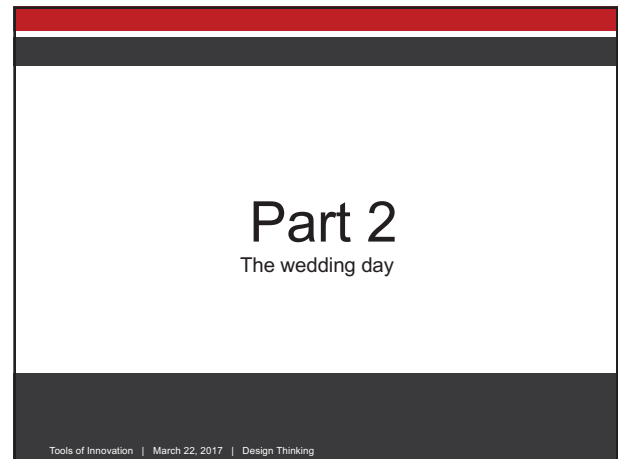 Part 2
The wedding day
Tools of Innovation | March 22, 2017 | Design Thinking